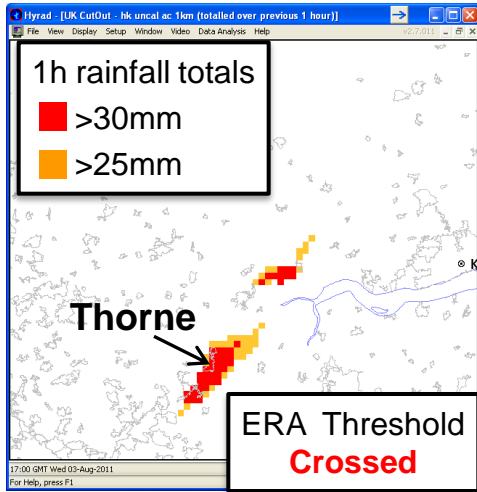 Hyrad - [UK CutOut - hk uncal ac 1km (totalled over previous 1 hour)]
File View Display Setup Window Video Data Analysis Help v2.7.011
1h rainfall totals
>30mm
>25mm
K
Thorne
ERA Threshold
Crossed
17:00 GMT Wed 03-Aug-2011
For Help, press F1